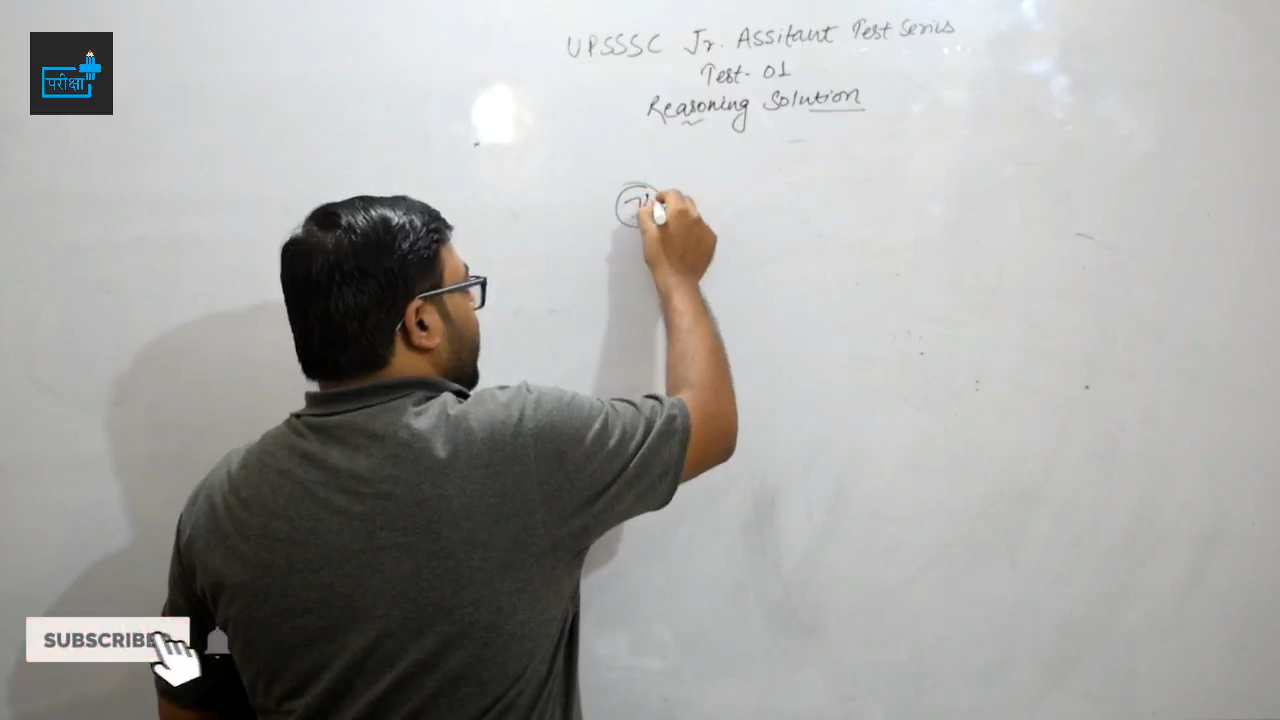 परीक्षा
UPSSSC Jr. Assitant Test Series
Test- 01
Reasoning Solution
SUBSCRIBE